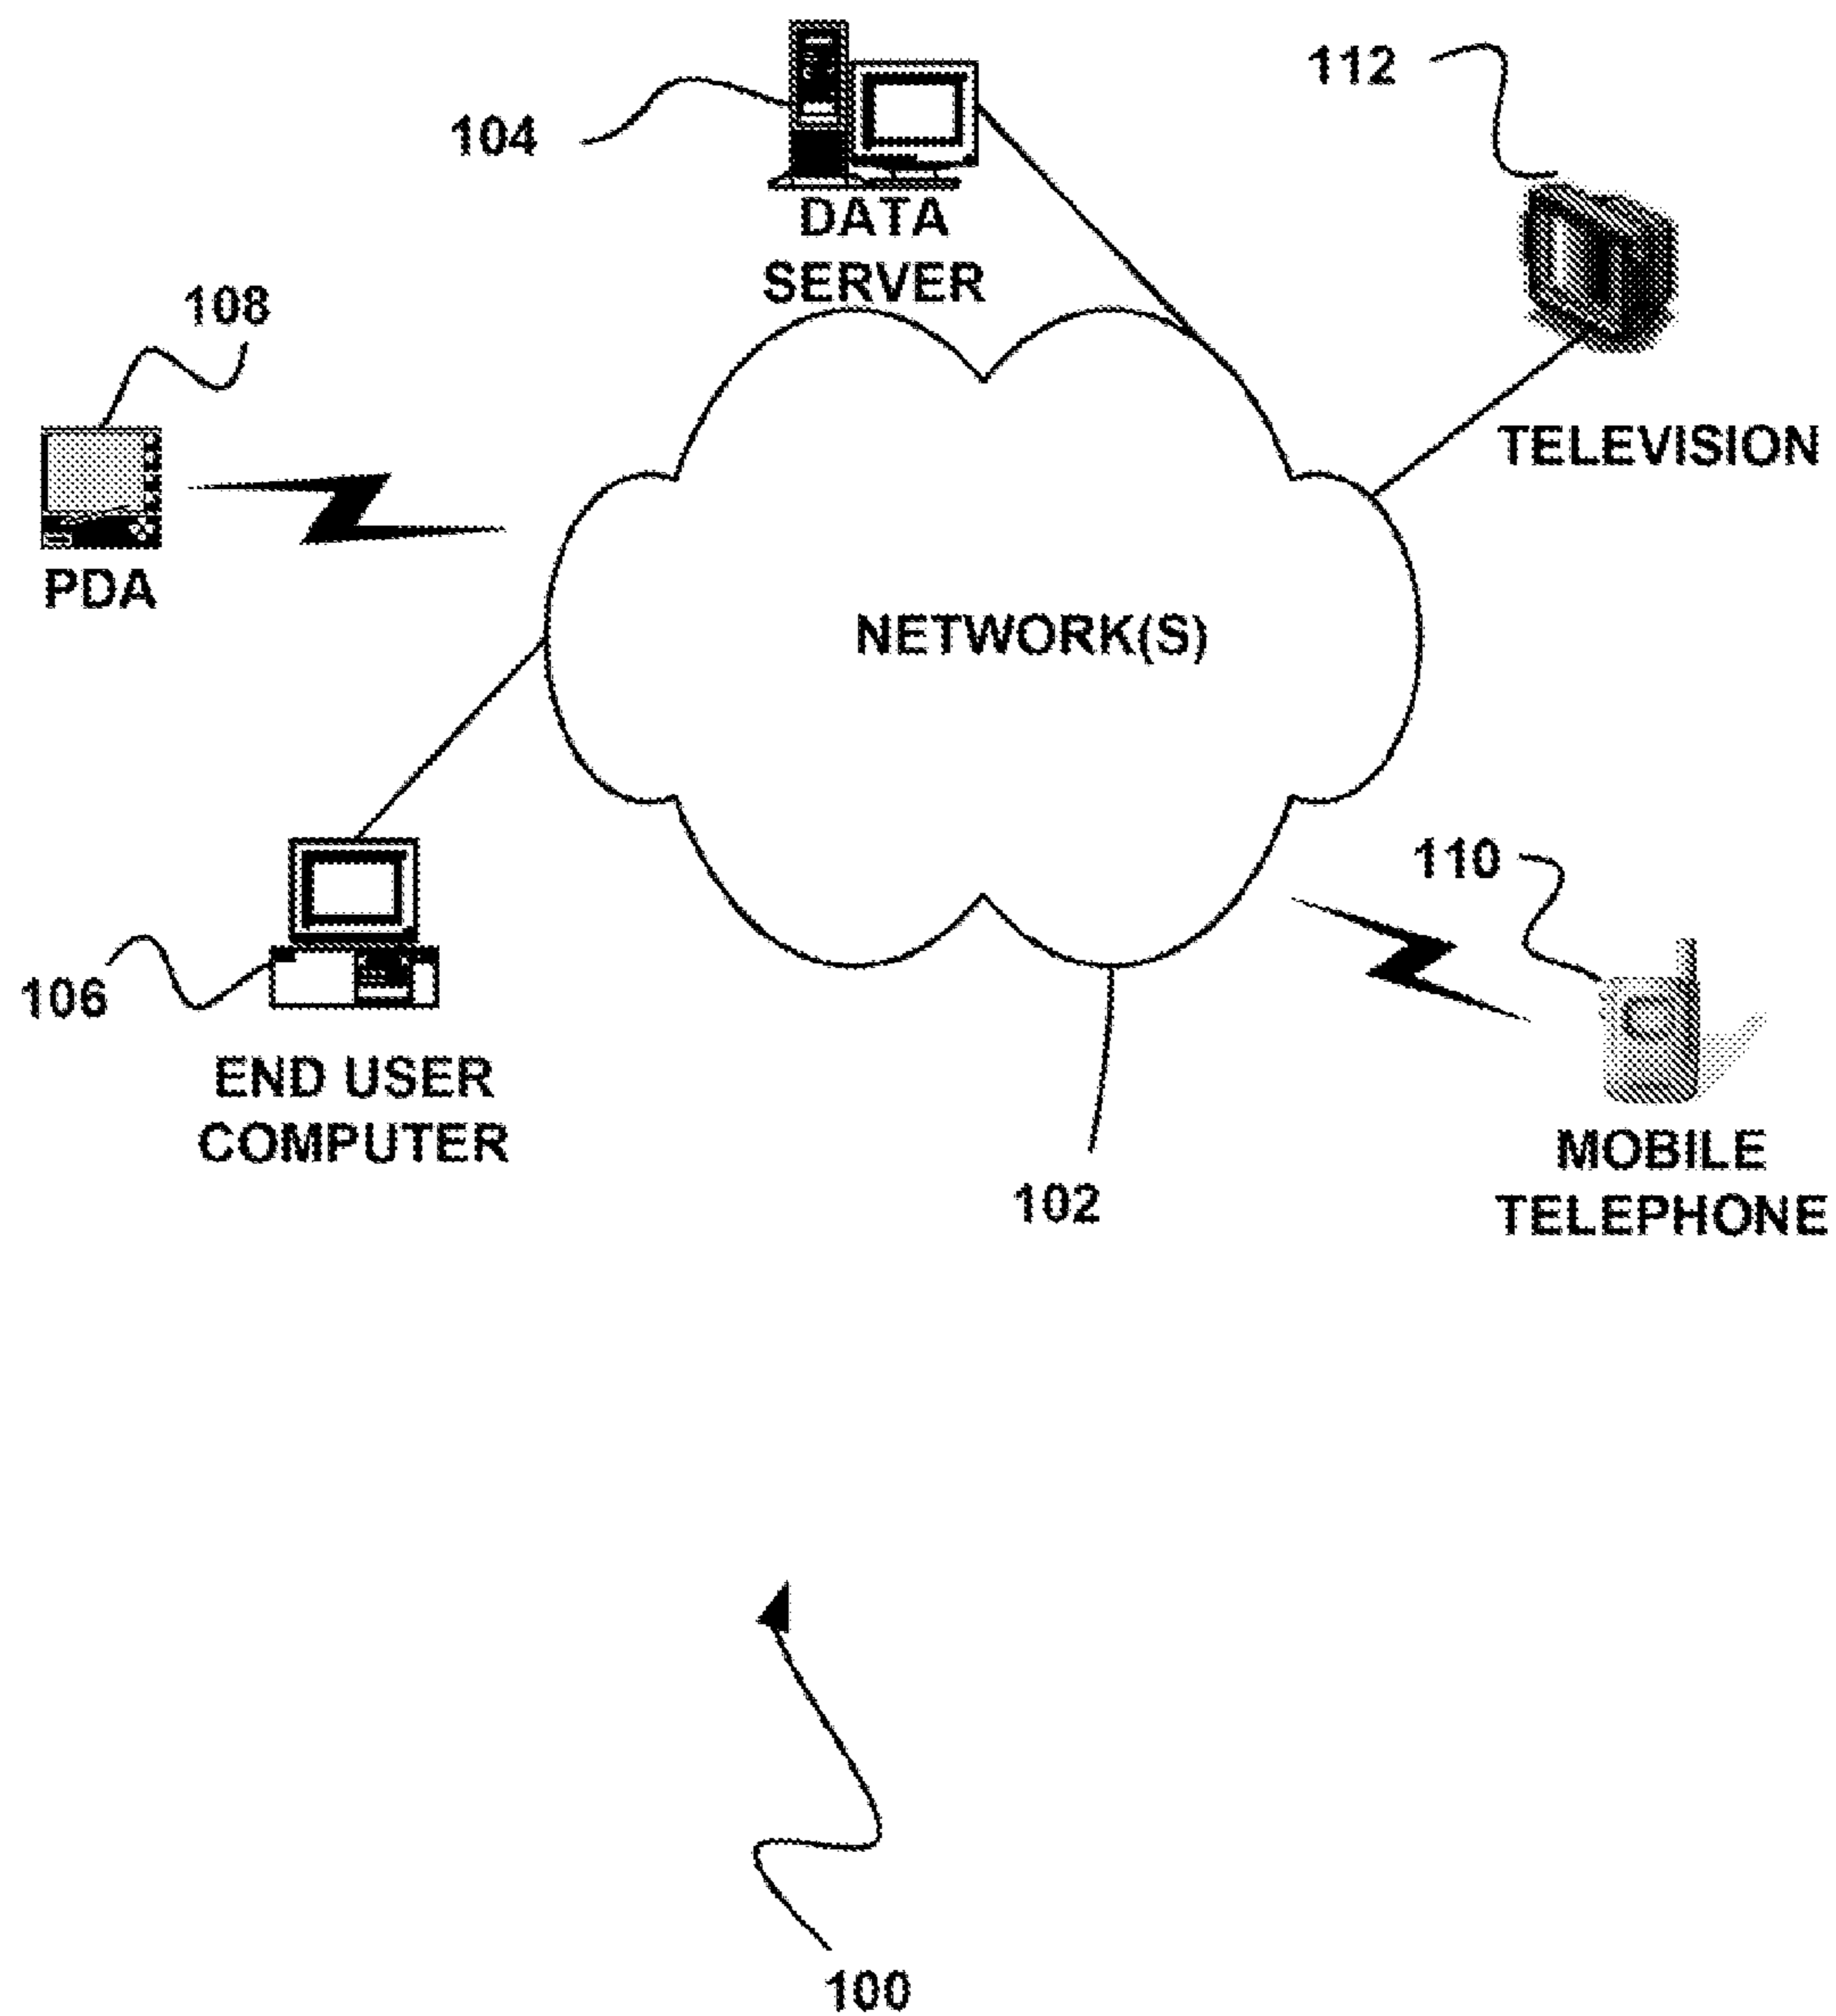 112
104
DATA
SERVER
108
TELEVISION
PDA
NETWORK(S)
110
106
END USER
COMPUTER
MOBILE
TELEPHONE
102
100